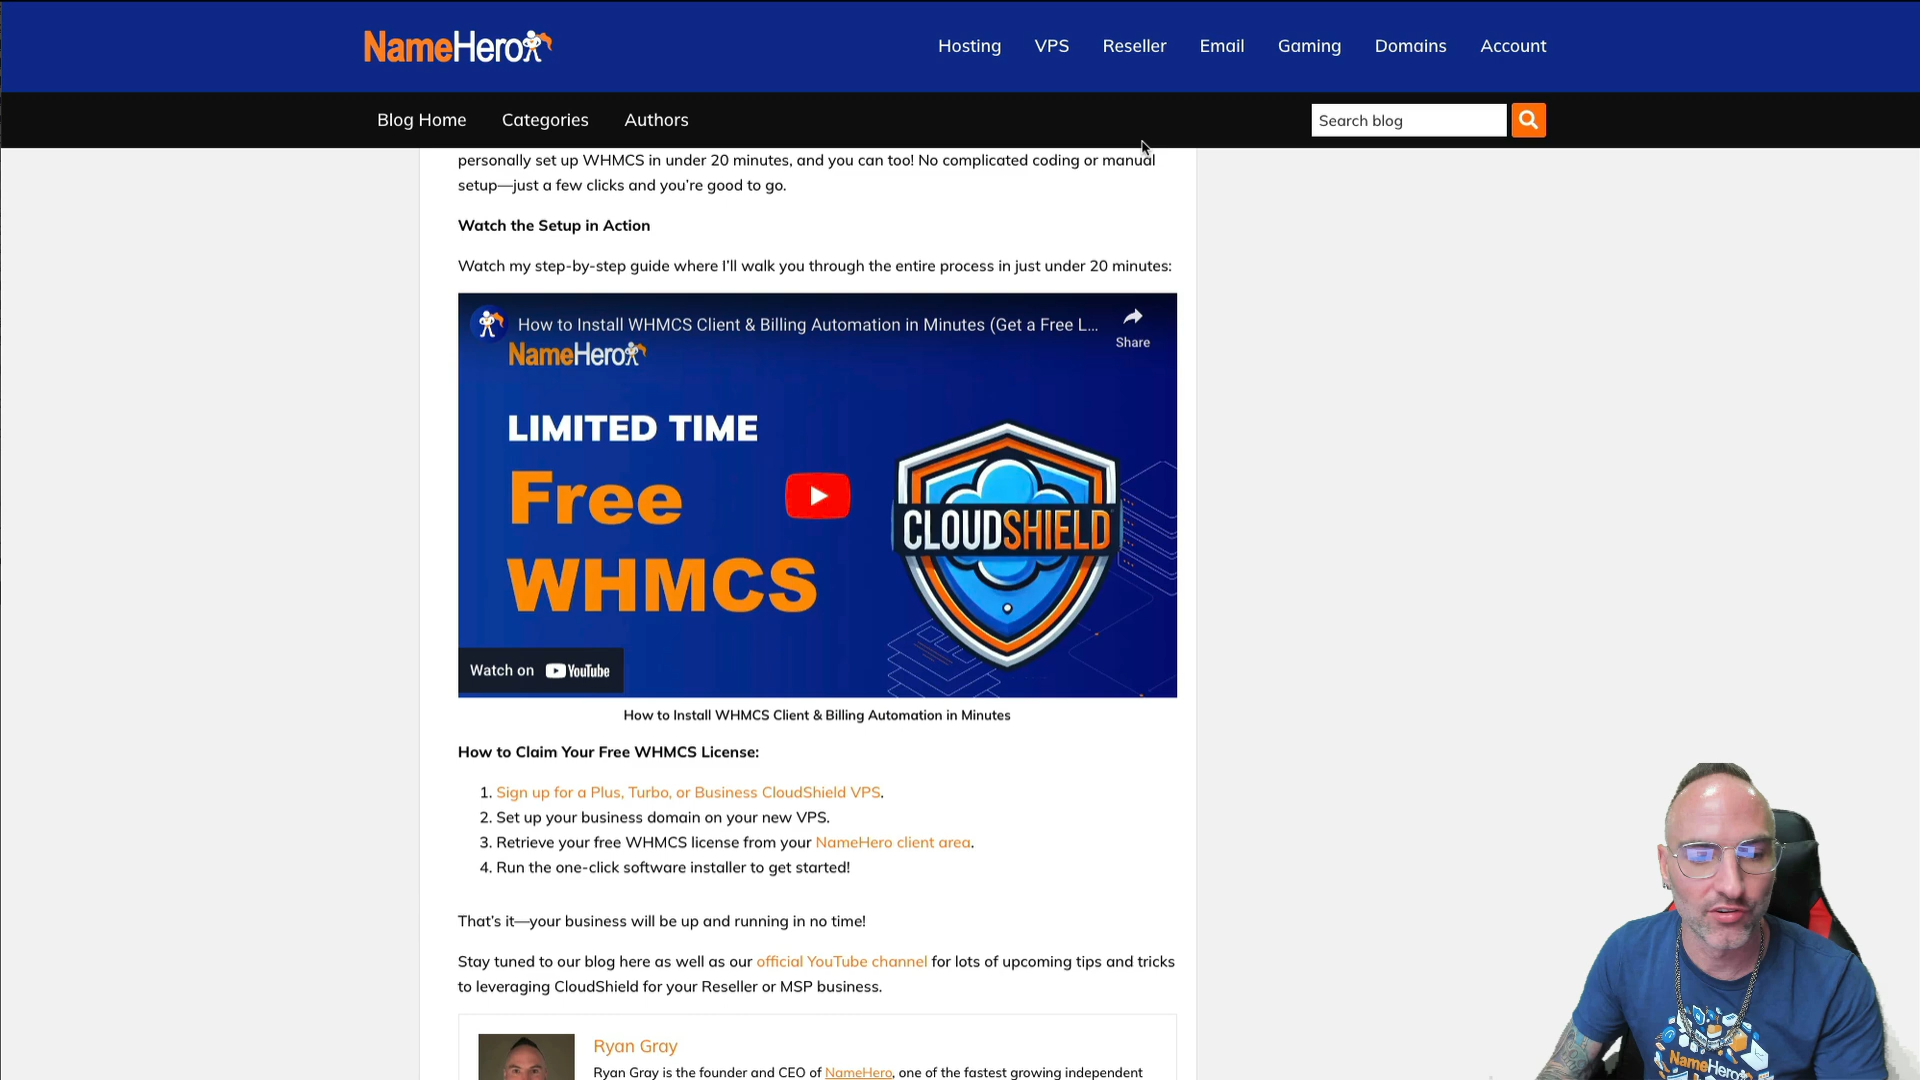 NameHero
Hosting
VPS
Reseller
Email
Gaming
Domains
Account
Blog Home
Categories
Authors
Search blog
personally set up WHMCS in under 20 minutes, and you can too! No complicated coding or manual
setup—just a few clicks and you're good to go.
Watch the Setup in Action
Watch my step-by-step guide where I'll walk you through the entire process in just under 20 minutes:
How to Install WHMCS Client & Billing Automation in Minutes (Get a Free L...
Share
NameHero
LIMITED TIME
Free
WHMCS
CLOUDSHIELD
Watch on YouTube
How to Install WHMCS Client & Billing Automation in Minutes
How to Claim Your Free WHMCS License:
1. Sign up for a Plus, Turbo, or Business CloudShield VPS.
2. Set up your business domain on your new VPS.
3. Retrieve your free WHMCS license from your NameHero client area.
4. Run the one-click software installer to get started!
That's it—your business will be up and running in no time!
Stay tuned to our blog here as well as our official YouTube channel for lots of upcoming tips and tricks
to leveraging CloudShield for your Reseller or MSP business.
Ryan Gray
Ryan Gray is the founder and CEO of NameHero, one of the fastest growing independent
NameHero